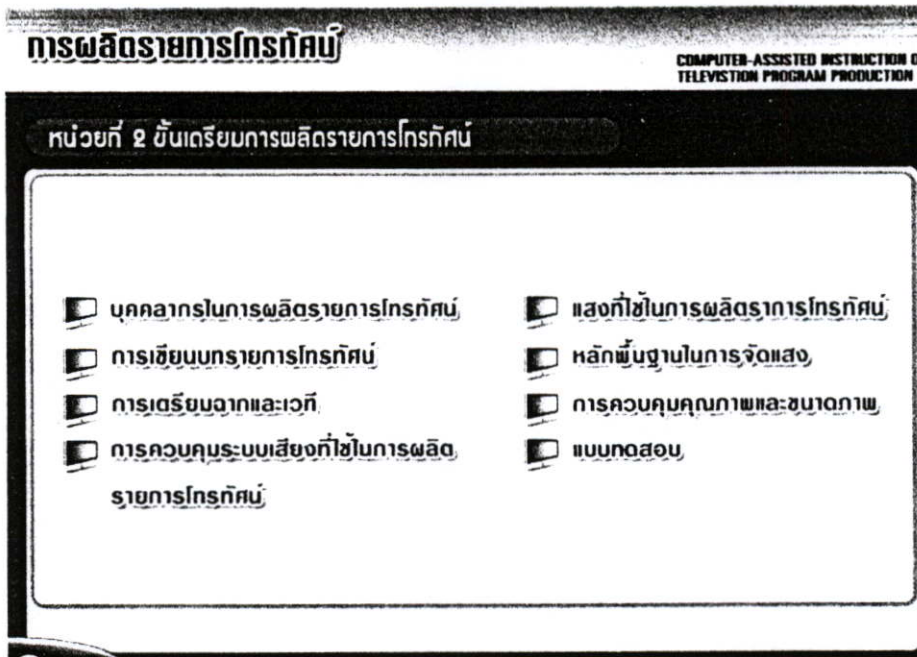 การผลิตรายการโทรทัศน์
COMPUTER-ASSISTED INSTRUCTION
TELEVISTION PROGRAM PRODUCTION
หน่วยที่ 2 ขั้นเตรียมการผลิตรายการโทรทัศน์
บุคคลากรในการผลิตรายการโทรทัศน์
การเขียนบทรายการโทรทัศน์
การเตรียมฉากและเวที
การควบคุมระบบเสียงที่ใช้ในการผลิต
รายการโทรทัศน์
แสงที่ใช้ในการผลิตราการโทรทัศน์
หลักพื้นฐานในการจัดแสง
การควบคุมคุณภาพและขนาดภาพ
แบบทดสอบ